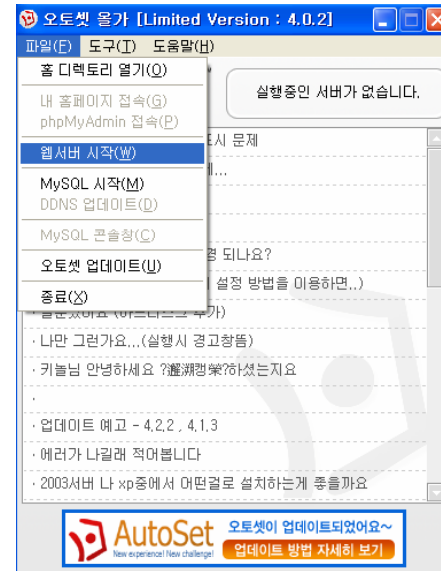 오토셋 올가 [Limited Version : 4.0.2]
파일(F) 도구(T) 도움말(H)
홈 디렉토리 열기(O)
내 홈페이지 접속(G)
phpMyAdmin 접속(P)
실행중인 서버가 없습니다.
웹서버 시작(W)
표시 문제
MySQL 시작(M)
DDNS 업데이트(D)
MySQL 콘솔창(C)
오토셋 업데이트(U)
경 되나요?
설정 방법을 이용하면..)
종료(X)
· 나만 그런가요...(실행시 경고창뜸)
· 키눌님 안녕하세요 ?하셨는지요
·
· 업데이트 예고 - 4.2.2 , 4.1.3
· 에러가 나길래 적어봅니다
· 2003서버 나 xp중에서 어떤걸로 설치하는게 좋을까요
AutoSet
New experience! New challenge!
오토셋이 업데이트되었어요~
업데이트 방법 자세히 보기